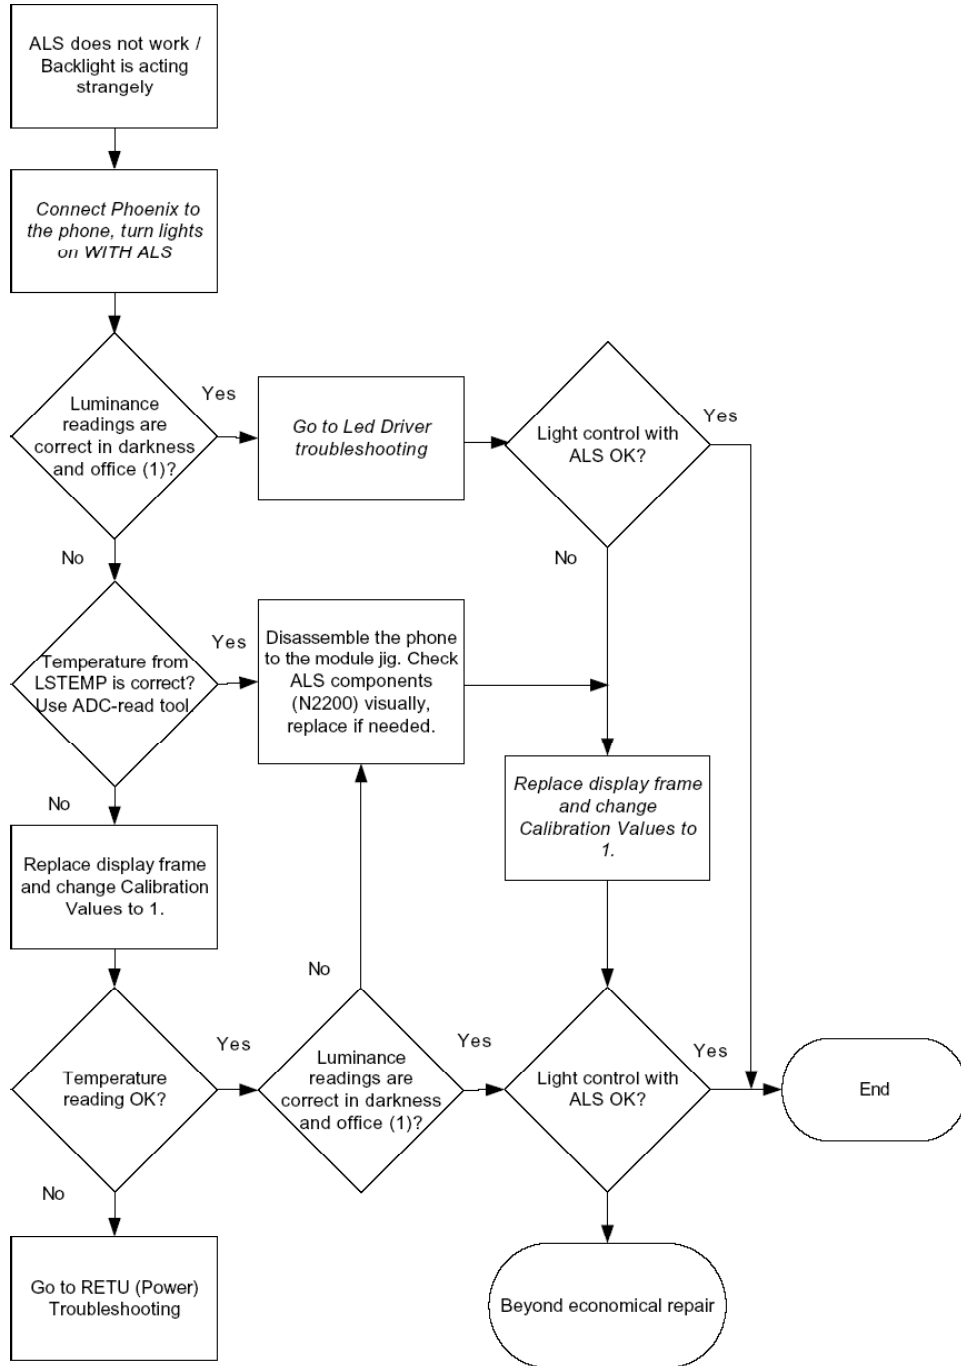 ALS does not work /
Backlight is acting
strangely
Connect Phoenix to
the phone, turn lights
on WITH ALS
Luminance
readings are
correct in darkness
and office (1)?
Yes
Go to Led Driver
troubleshooting
Light control with
ALS OK?
Yes
No
No
Temperature from
LSTEMP is correct?
Use ADC-read tool.
Yes
Disassemble the phone
to the module jig. Check
ALS components
(N2200) visually,
replace if needed.
Replace display frame
and change
Calibration Values to
1.
No
Replace display frame
and change Calibration
Values to 1.
No
Temperature
reading OK?
Yes
Luminance
readings are
correct in darkness
and office (1)?
Yes
Light control with
ALS OK?
Yes
End
No
Go to RETU (Power)
Troubleshooting
Beyond economical repair